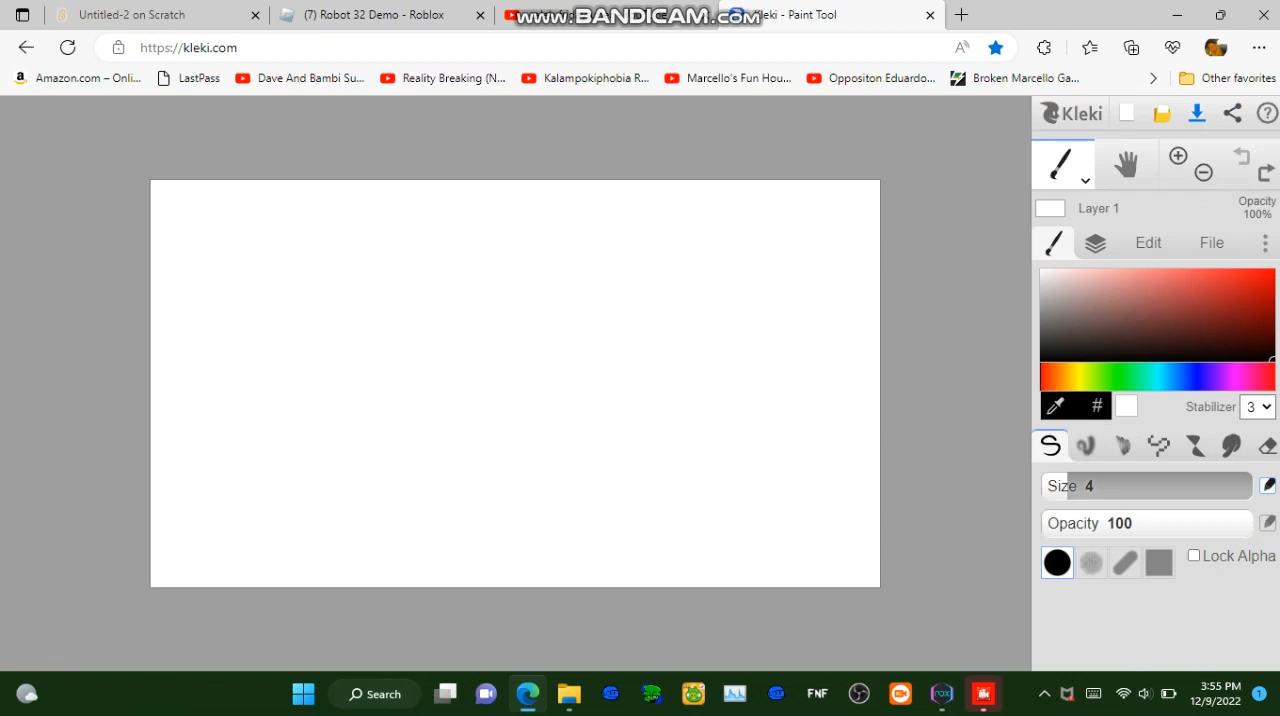 Untitled-2 on Scratch
(7) Robot 32 Demo - Roblox
www.BANDICAM.com
leki - Paint Tool
https://kleki.com
Amazon.com – Onli...
LastPass
Dave And Bambi Su...
Reality Breaking (N...
Kalampokiphobia R...
Marcello's Fun Hou...
Oppositon Eduardo...
Broken Marcello Ga...
Other favorites
Kleki
Layer 1
Opacity
100%
Edit
File
#
Stabilizer
3
Size 4
Opacity 100
Lock Alpha
Search
FNF
3:55 PM
12/9/2022
1